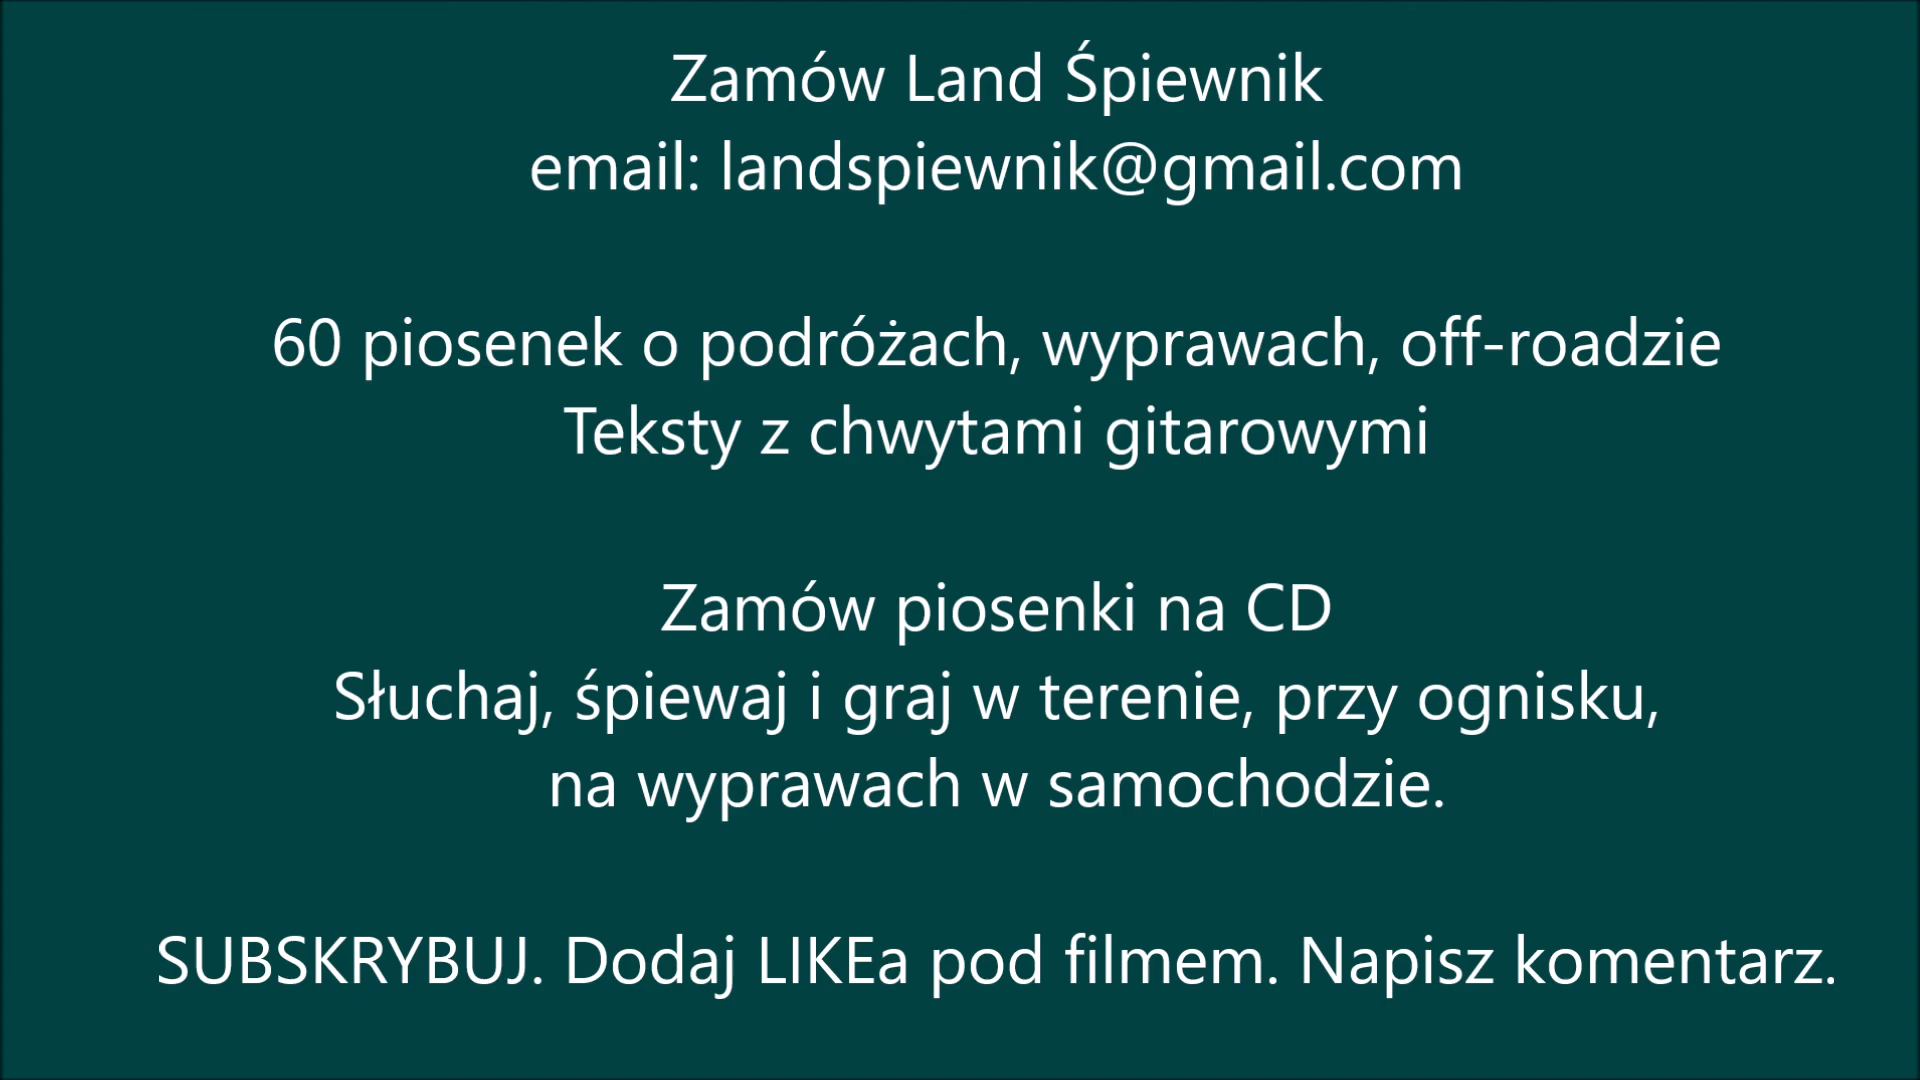 Zamów Land Śpiewnik
email: landspiewnik@gmail.com
60 piosenek o podróżach, wyprawach, off-roadzie
Teksty z chwytami gitarowymi
Zamów piosenki na CD
Słuchaj, śpiewaj i graj w terenie, przy ognisku,
na wyprawach w samochodzie.
SUBSKRYBUJ. Dodaj LIKEa pod filmem. Napisz komentarz.